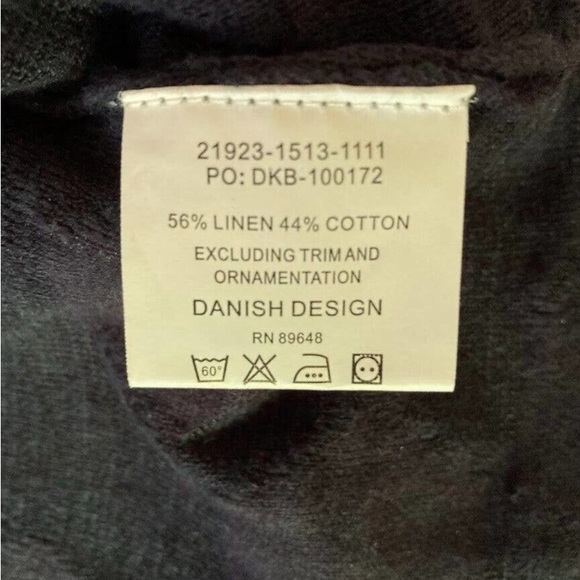 21923-1513-1111
PO: DKB-100172
56% LINEN 44% COTTON
EXCLUDING TRIM AND
ORNAMENTATION
DANISH DESIGN
RN 89648
60°